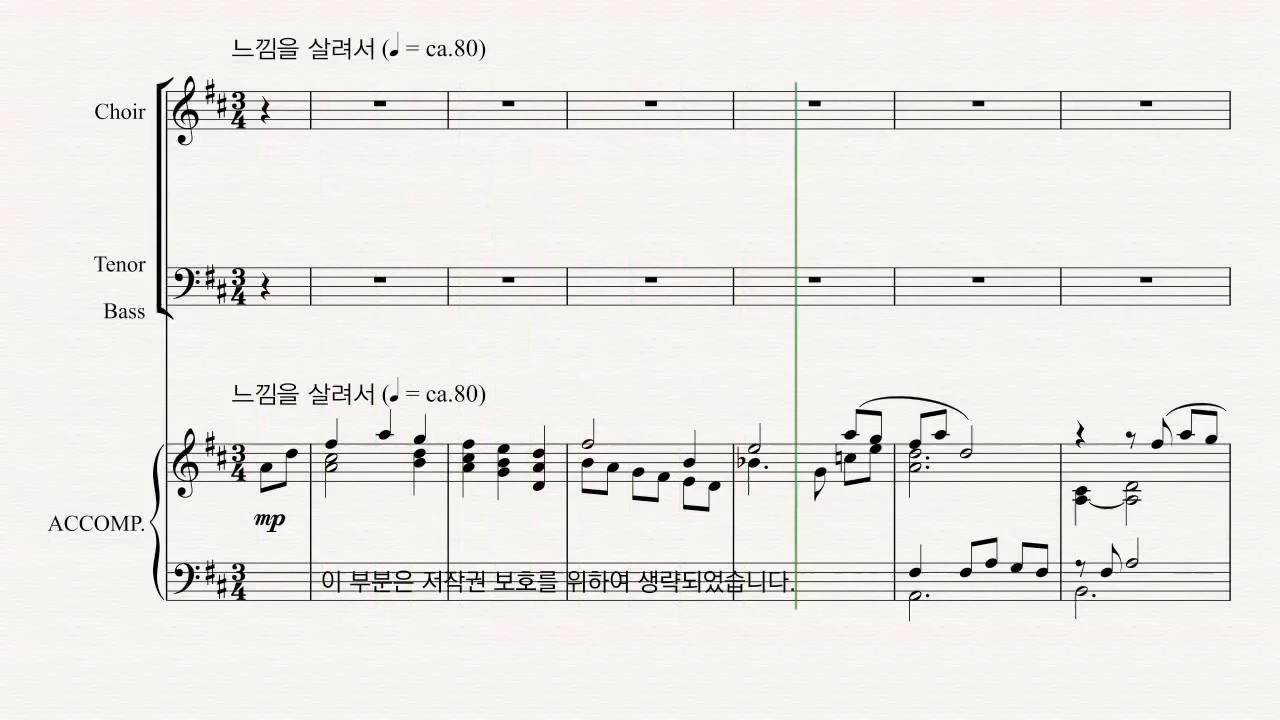 느낌을 살려서 (♩ = ca.80)
Choir
Tenor
Bass
느낌을 살려서 (♩ = ca.80)
ACCOMP.
mp
이 부분은 저작권 보호를 위하여 생략되었습니다.